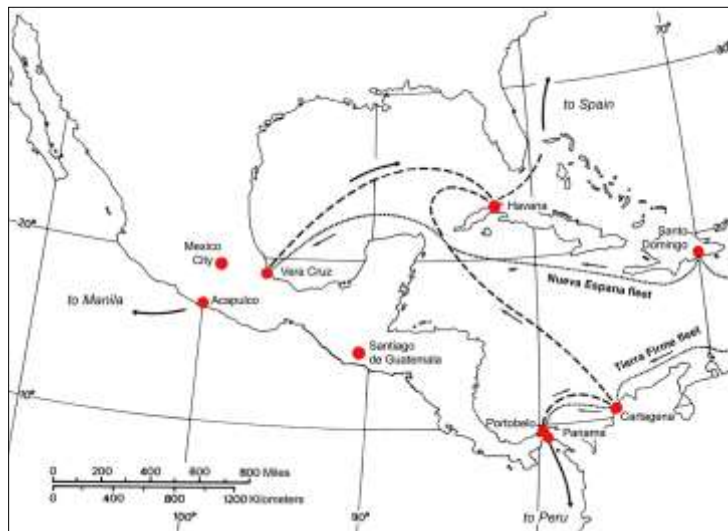 70°
30°
to Spain
Havana
20°
Santo
Domingo
Mexico
City
Vera Cruz
Nueva Espana fleet
to Manila
Acapulco
Tierra Firme fleet
Santiago
de Guatemala
10°
Cartagena
Portobelo
Panama
0 200 400 600 800 Miles
0 400 800 1200 Kilometers
to Peru
100°
90°